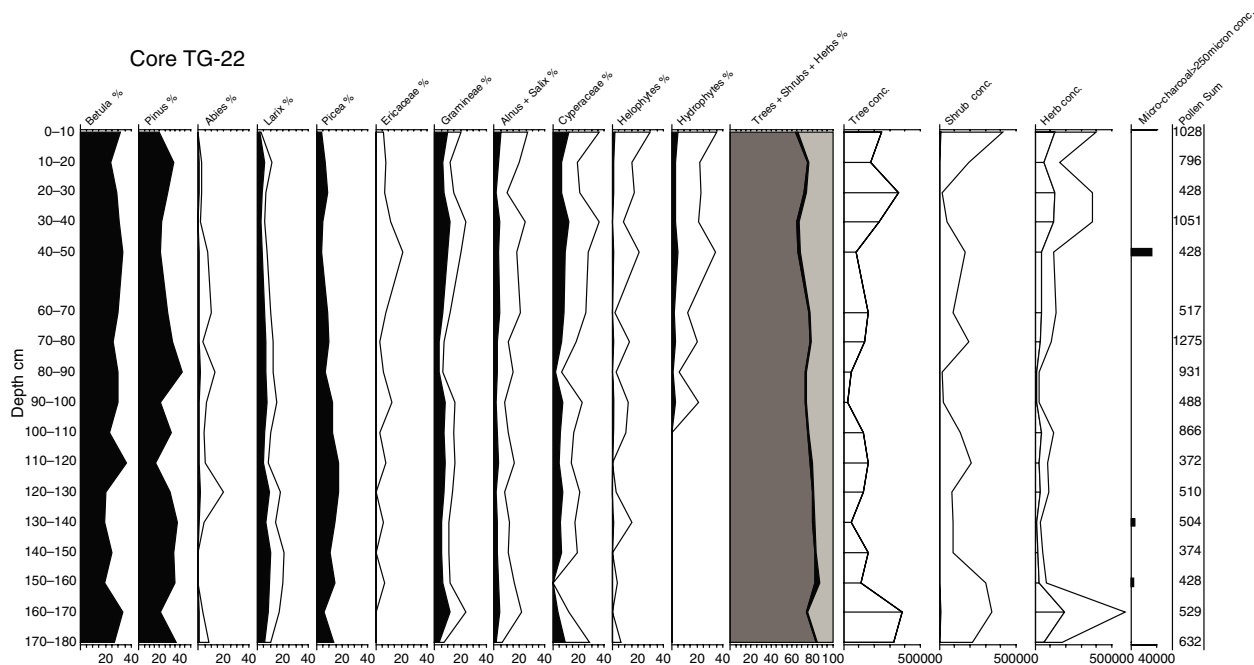 Core TG-22
Betula %
Pinus %
Abies %
Larix %
Picea %
Ericaceae %
Gramineae %
Alnus + Salix %
Cyperaceae %
Helophytes %
Hydrophytes %
Trees + Shrubs + Herbs %
Tree conc.
Shrub conc.
Herb conc.
Micro-charcoal>250micron conc.
Pollen Sum
Depth cm
0–10 1028
10–20 796
20–30 428
30–40 1051
40–50 428
60–70 517
70–80 1275
80–90 931
90–100 488
100–110 866
110–120 372
120–130 510
130–140 504
140–150 374
150–160 428
160–170 529
170–180 632
20 40 20 40 20 40 20 40 20 40 20 40 20 40 20 40 20 40 20 40 20 40 20 40 60 80 100 500000 500000 500000 400